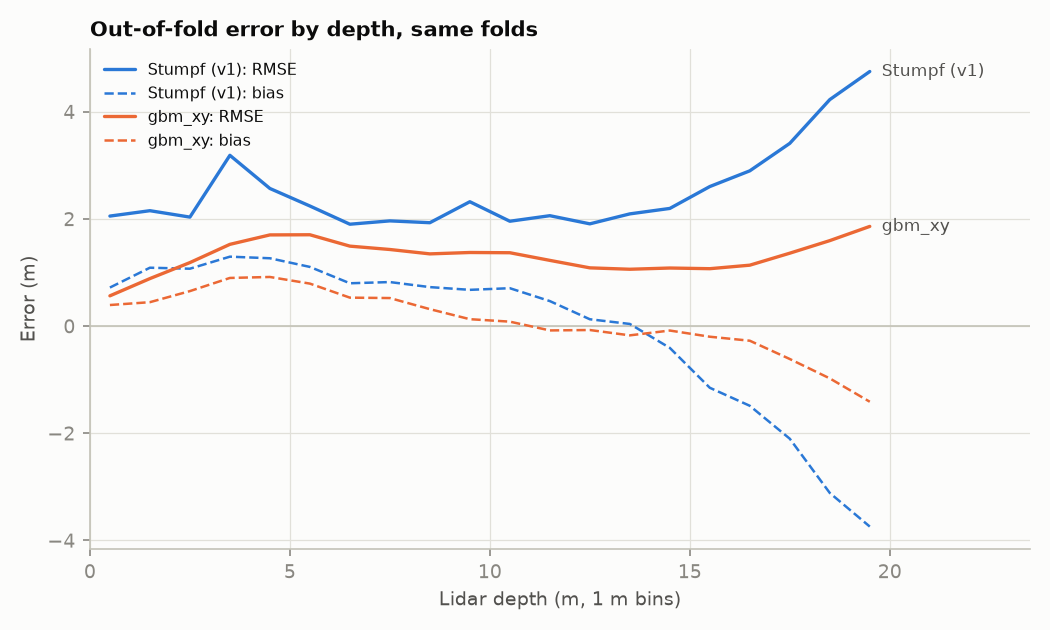 Out-of-fold error by depth, same folds
Stumpf (v1): RMSE
Stumpf (v1): bias
gbm_xy: RMSE
gbm_xy: bias
Stumpf (v1)
gbm_xy
Error (m)
4
2
0
−2
−4
0 5 10 15 20
Lidar depth (m, 1 m bins)